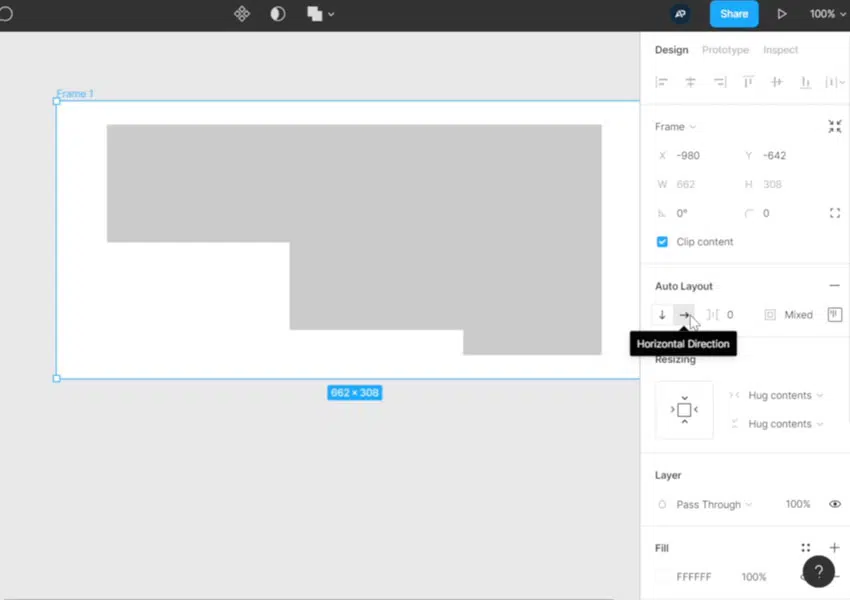 AP Share 100%
Design Prototype Inspect
Frame 1
Frame
X -980 Y -642
W 662 H 308
0° 0
Clip content
Auto Layout
0 Mixed
Horizontal Direction
Resizing
662 × 308
Hug contents
Hug contents
Layer
Pass Through 100%
Fill
FFFFFF 100%
?